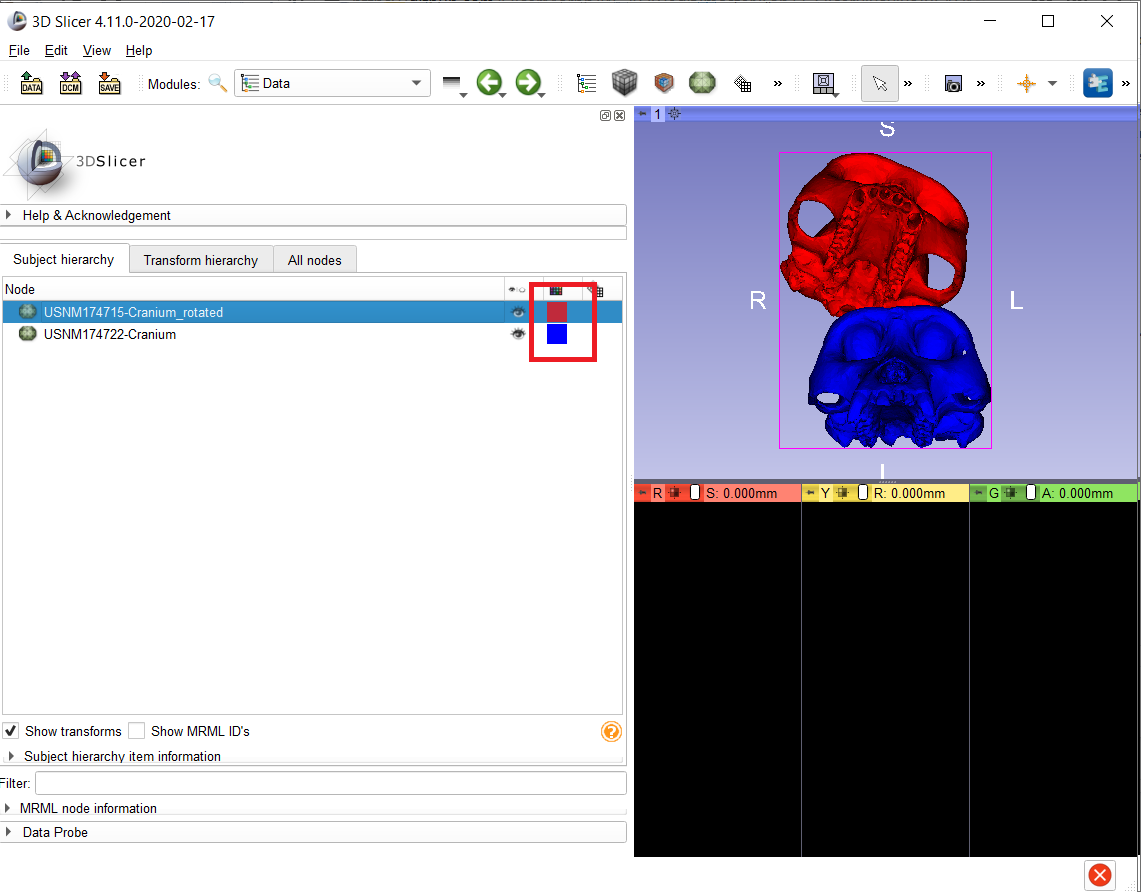 3D Slicer 4.11.0-2020-02-17
File Edit View Help
DATA DCM SAVE Modules: Data
3DSlicer
Help & Acknowledgement
Subject hierarchy Transform hierarchy All nodes
Node
USNM174715-Cranium_rotated
USNM174722-Cranium
Show transforms Show MRML ID's
Subject hierarchy item information
Filter:
MRML node information
Data Probe
1
S
R L
I
R S: 0.000mm Y R: 0.000mm G A: 0.000mm